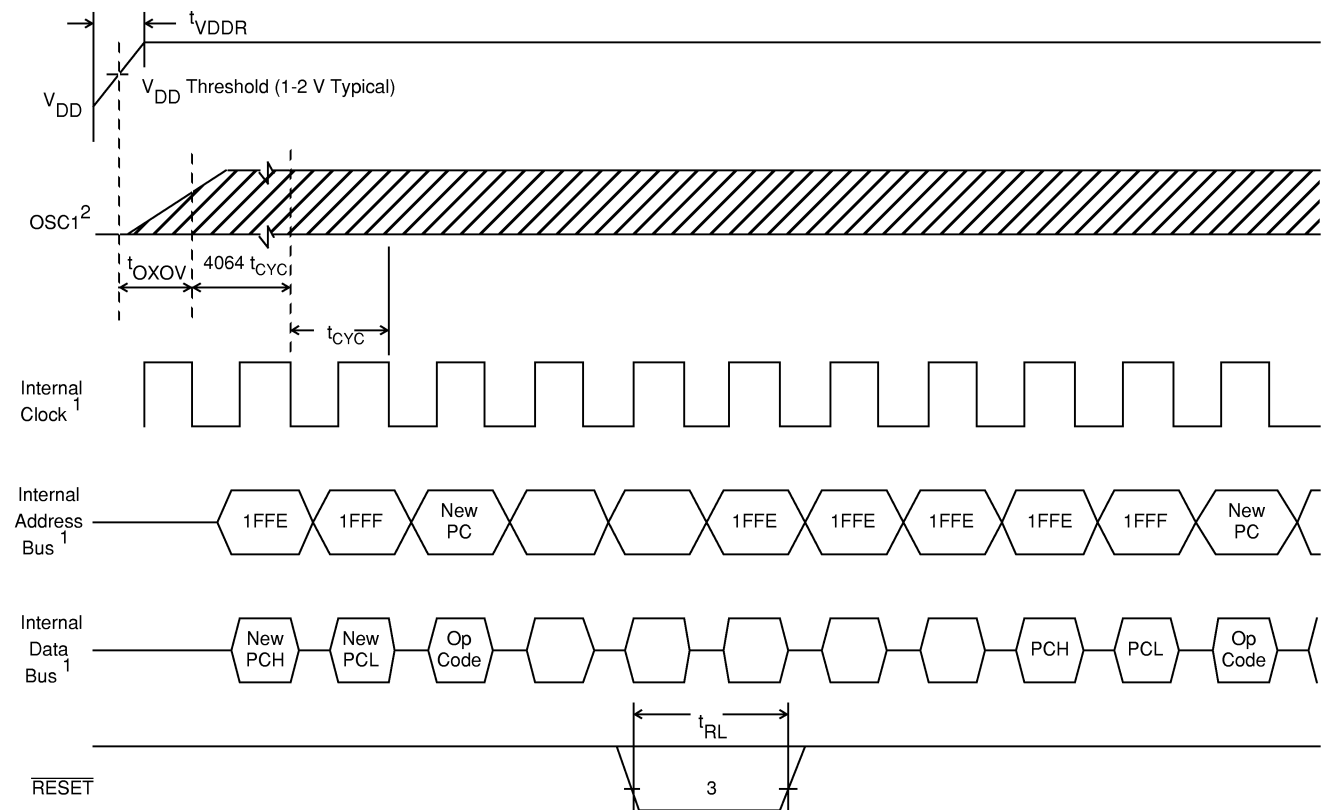 tVDDR
VDD Threshold (1-2 V Typical)
VDD
OSC1²
tOXOV
4064 tCYC
tCYC
Internal
Clock ¹
Internal
Address
Bus ¹
1FFE
1FFF
New
PC
1FFE
1FFE
1FFE
1FFE
1FFF
New
PC
Internal
Data
Bus ¹
New
PCH
New
PCL
Op
Code
PCH
PCL
Op
Code
tRL
RESET
3